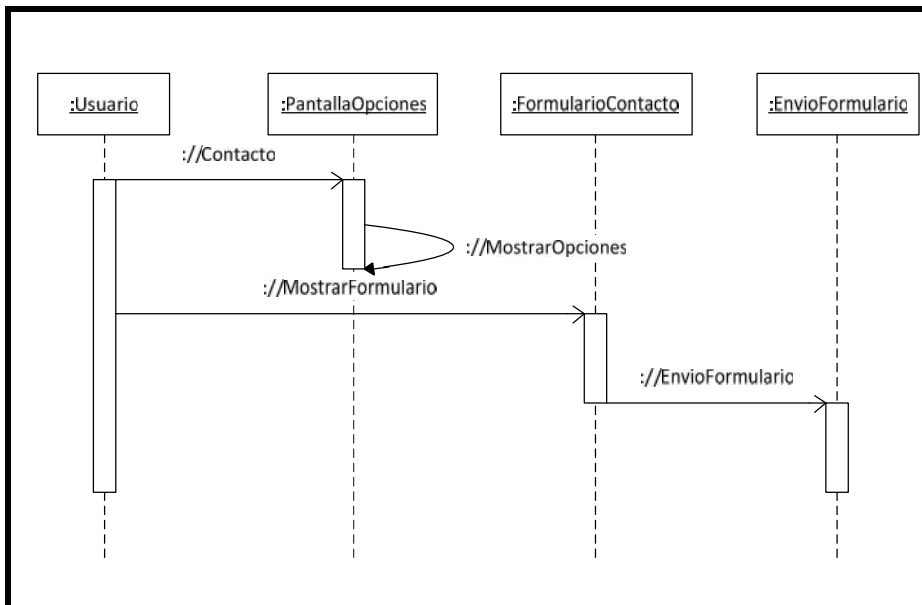 :Usuario
:PantallaOpciones
:FormularioContacto
:EnvioFormulario
:://Contacto
:://MostrarOpciones
:://MostrarFormulario
:://EnvioFormulario